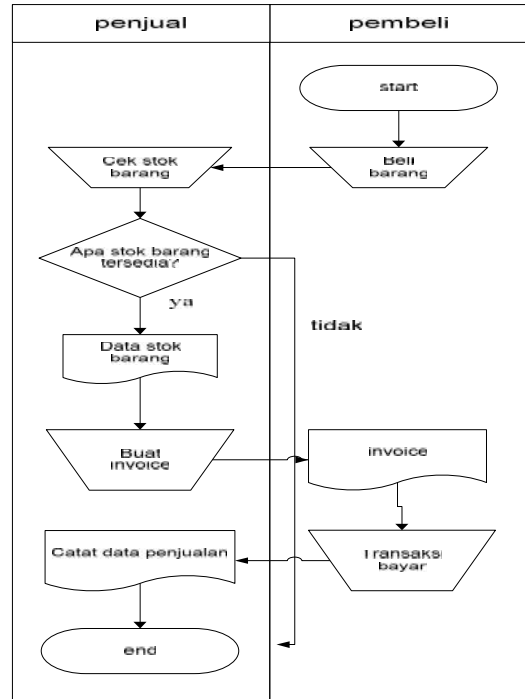 penjual
pembeli
start
Cek stok
barang
Beli
barang
Apa stok barang
tersedia?
ya
tidak
Data stok
barang
Buat
invoice
invoice
Catat data penjualan
Transaksi
bayar
end